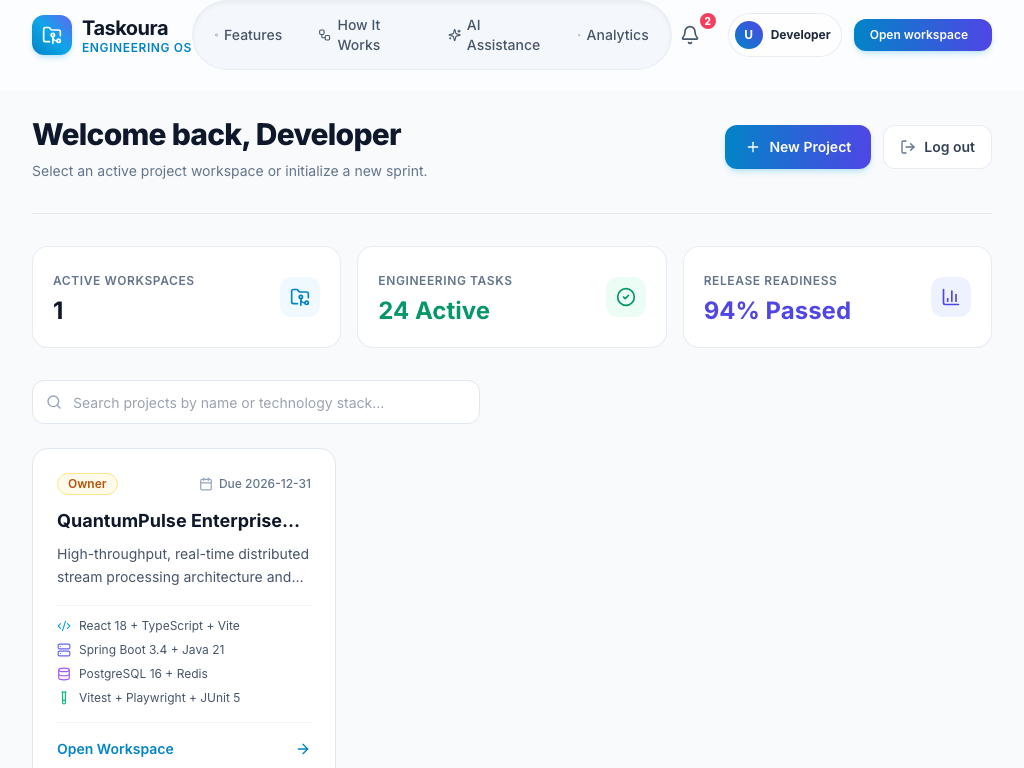 Taskoura
ENGINEERING OS
Features
How It
Works
AI
Assistance
Analytics
2
U
Developer
Open workspace
Welcome back, Developer
Select an active project workspace or initialize a new sprint.
New Project
Log out
ACTIVE WORKSPACES
1
ENGINEERING TASKS
24 Active
RELEASE READINESS
94% Passed
Search projects by name or technology stack...
Owner
Due 2026-12-31
QuantumPulse Enterprise...
High-throughput, real-time distributed
stream processing architecture and...
React 18 + TypeScript + Vite
Spring Boot 3.4 + Java 21
PostgreSQL 16 + Redis
Vitest + Playwright + JUnit 5
Open Workspace